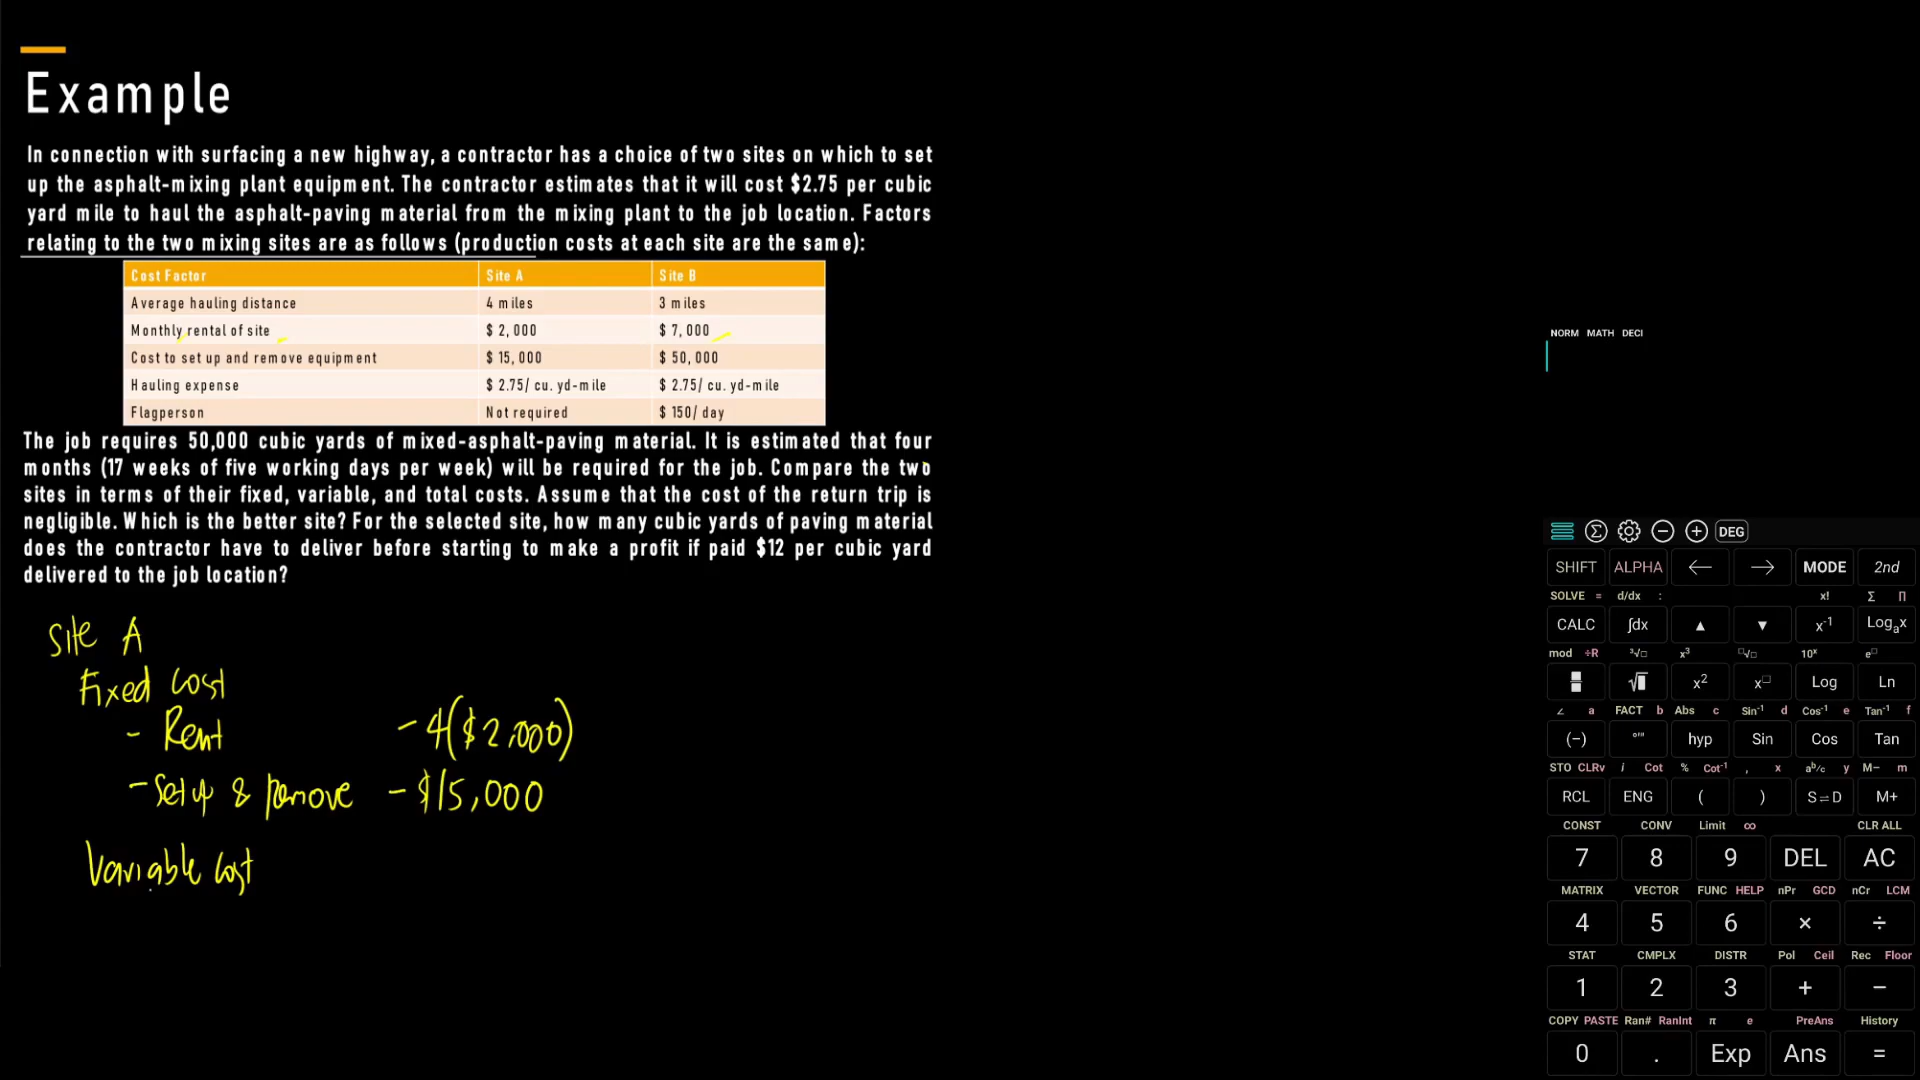 Example
In connection with surfacing a new highway, a contractor has a choice of two sites on which to set
up the asphalt-mixing plant equipment. The contractor estimates that it will cost $2.75 per cubic
yard mile to haul the asphalt-paving material from the mixing plant to the job location. Factors
relating to the two mixing sites are as follows (production costs at each site are the same):
Cost Factor Site A Site B
Average hauling distance 4 miles 3 miles
Monthly rental of site $ 2, 000 $ 7, 000
Cost to set up and remove equipment $ 15, 000 $ 50, 000
Hauling expense $ 2.75/ cu. yd-mile $ 2.75/ cu. yd-mile
Flagperson Not required $ 150/ day
The job requires 50,000 cubic yards of mixed-asphalt-paving material. It is estimated that four
months (17 weeks of five working days per week) will be required for the job. Compare the two
sites in terms of their fixed, variable, and total costs. Assume that the cost of the return trip is
negligible. Which is the better site? For the selected site, how many cubic yards of paving material
does the contractor have to deliver before starting to make a profit if paid $12 per cubic yard
delivered to the job location?
Site A
Fixed Cost
- Rent - 4($2,000)
- Set up & remove - $15,000
Variable cost
NORM MATH DECI
DEG
SHIFT ALPHA ← → MODE 2nd
SOLVE = d/dx : x! Σ Π
CALC ∫dx ▲ ▼ x⁻¹ Logₐx
mod ÷R ³√□ x³ □√□ 10ˣ e□
√ x² x□ Log Ln
∠ a FACT b Abs c Sin⁻¹ d Cos⁻¹ e Tan⁻¹ f
(−) °′″ hyp Sin Cos Tan
STO CLRv i Cot % Cot⁻¹ , x aᵇ/c y M− m
RCL ENG ( ) S⇌D M+
CONST CONV Limit ∞ CLR ALL
7 8 9 DEL AC
MATRIX VECTOR FUNC HELP nPr GCD nCr LCM
4 5 6 × ÷
STAT CMPLX DISTR Pol Ceil Rec Floor
1 2 3 + −
COPY PASTE Ran# RanInt π e PreAns History
0 . Exp Ans =